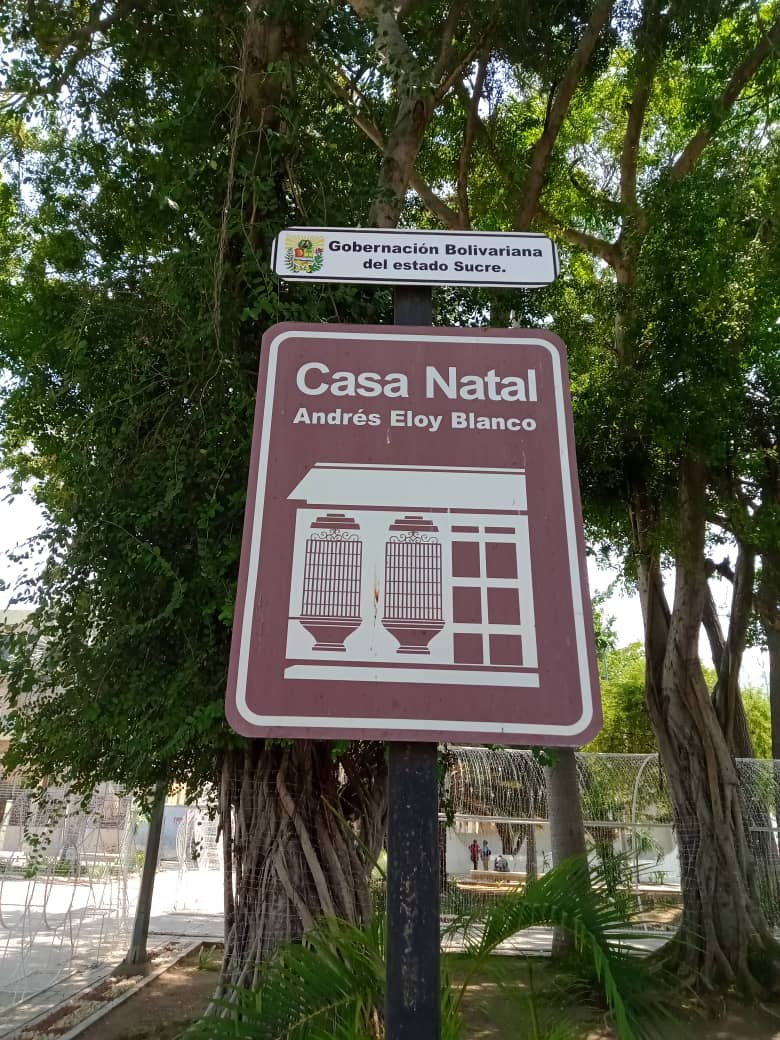 Gobernación Bolivariana
del estado Sucre.
Casa Natal
Andrés Eloy Blanco